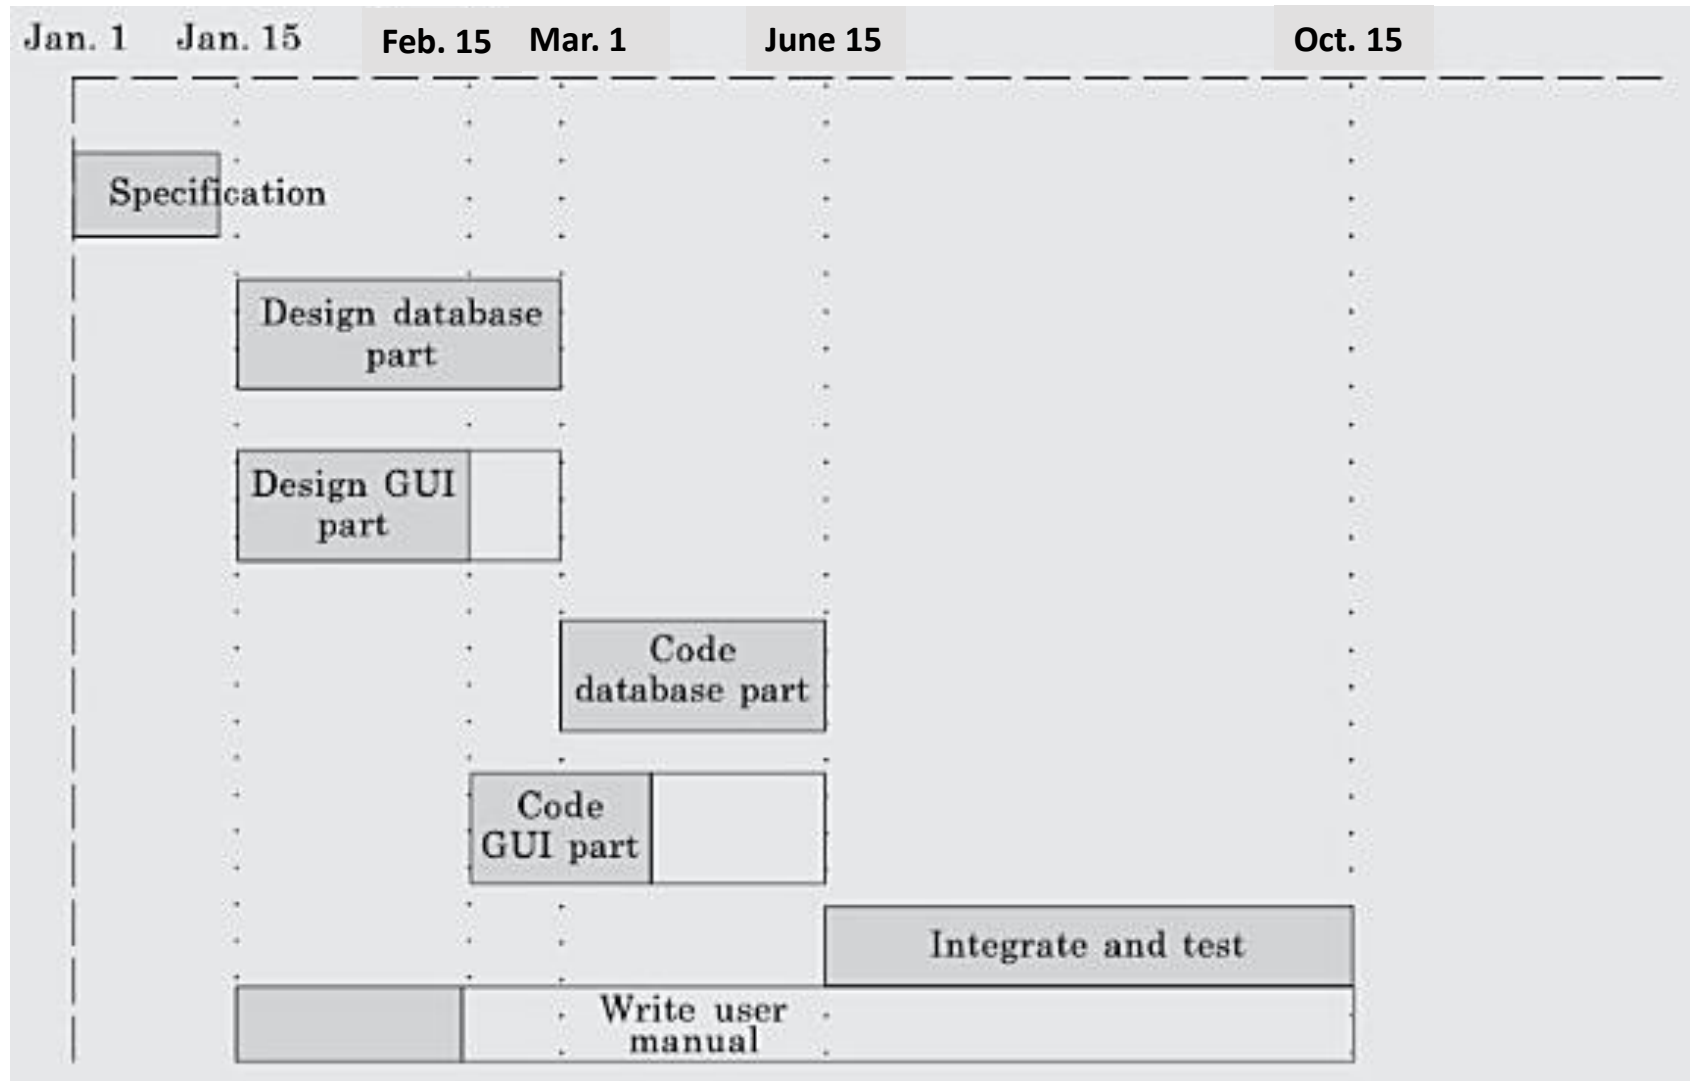 Jan. 1 Jan. 15 Feb. 15 Mar. 1 June 15 Oct. 15
Specification
Design database
part
Design GUI
part
Code
database part
Code
GUI part
Integrate and test
Write user
manual